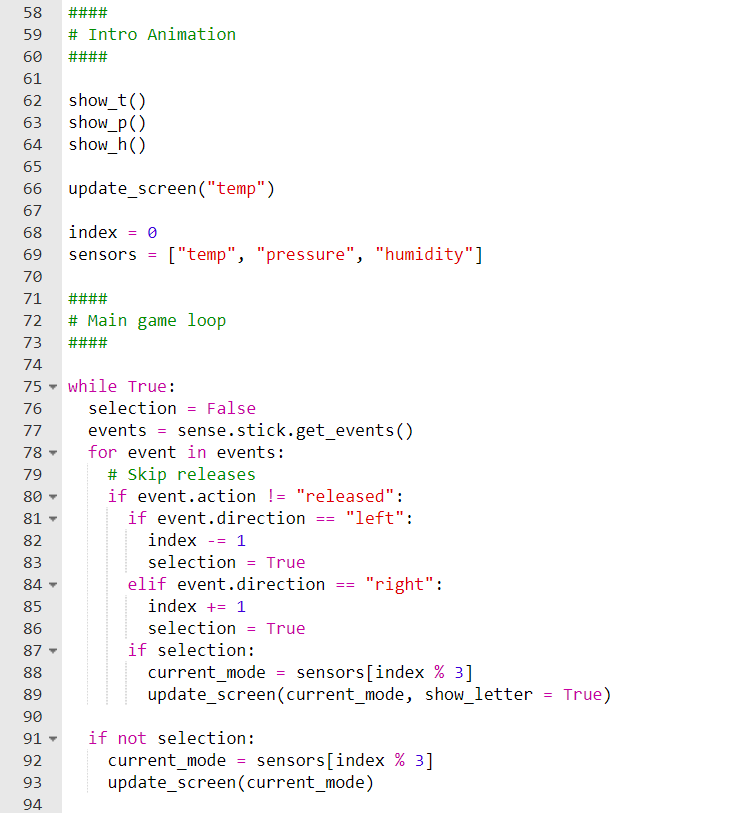 58 ####
59 # Intro Animation
60 ####
61
62 show_t()
63 show_p()
64 show_h()
65
66 update_screen("temp")
67
68 index = 0
69 sensors = ["temp", "pressure", "humidity"]
70
71 ####
72 # Main game loop
73 ####
74
75 while True:
76   selection = False
77   events = sense.stick.get_events()
78   for event in events:
79     # Skip releases
80     if event.action != "released":
81       if event.direction == "left":
82         index -= 1
83         selection = True
84       elif event.direction == "right":
85         index += 1
86         selection = True
87       if selection:
88         current_mode = sensors[index % 3]
89         update_screen(current_mode, show_letter = True)
90
91   if not selection:
92     current_mode = sensors[index % 3]
93     update_screen(current_mode)
94